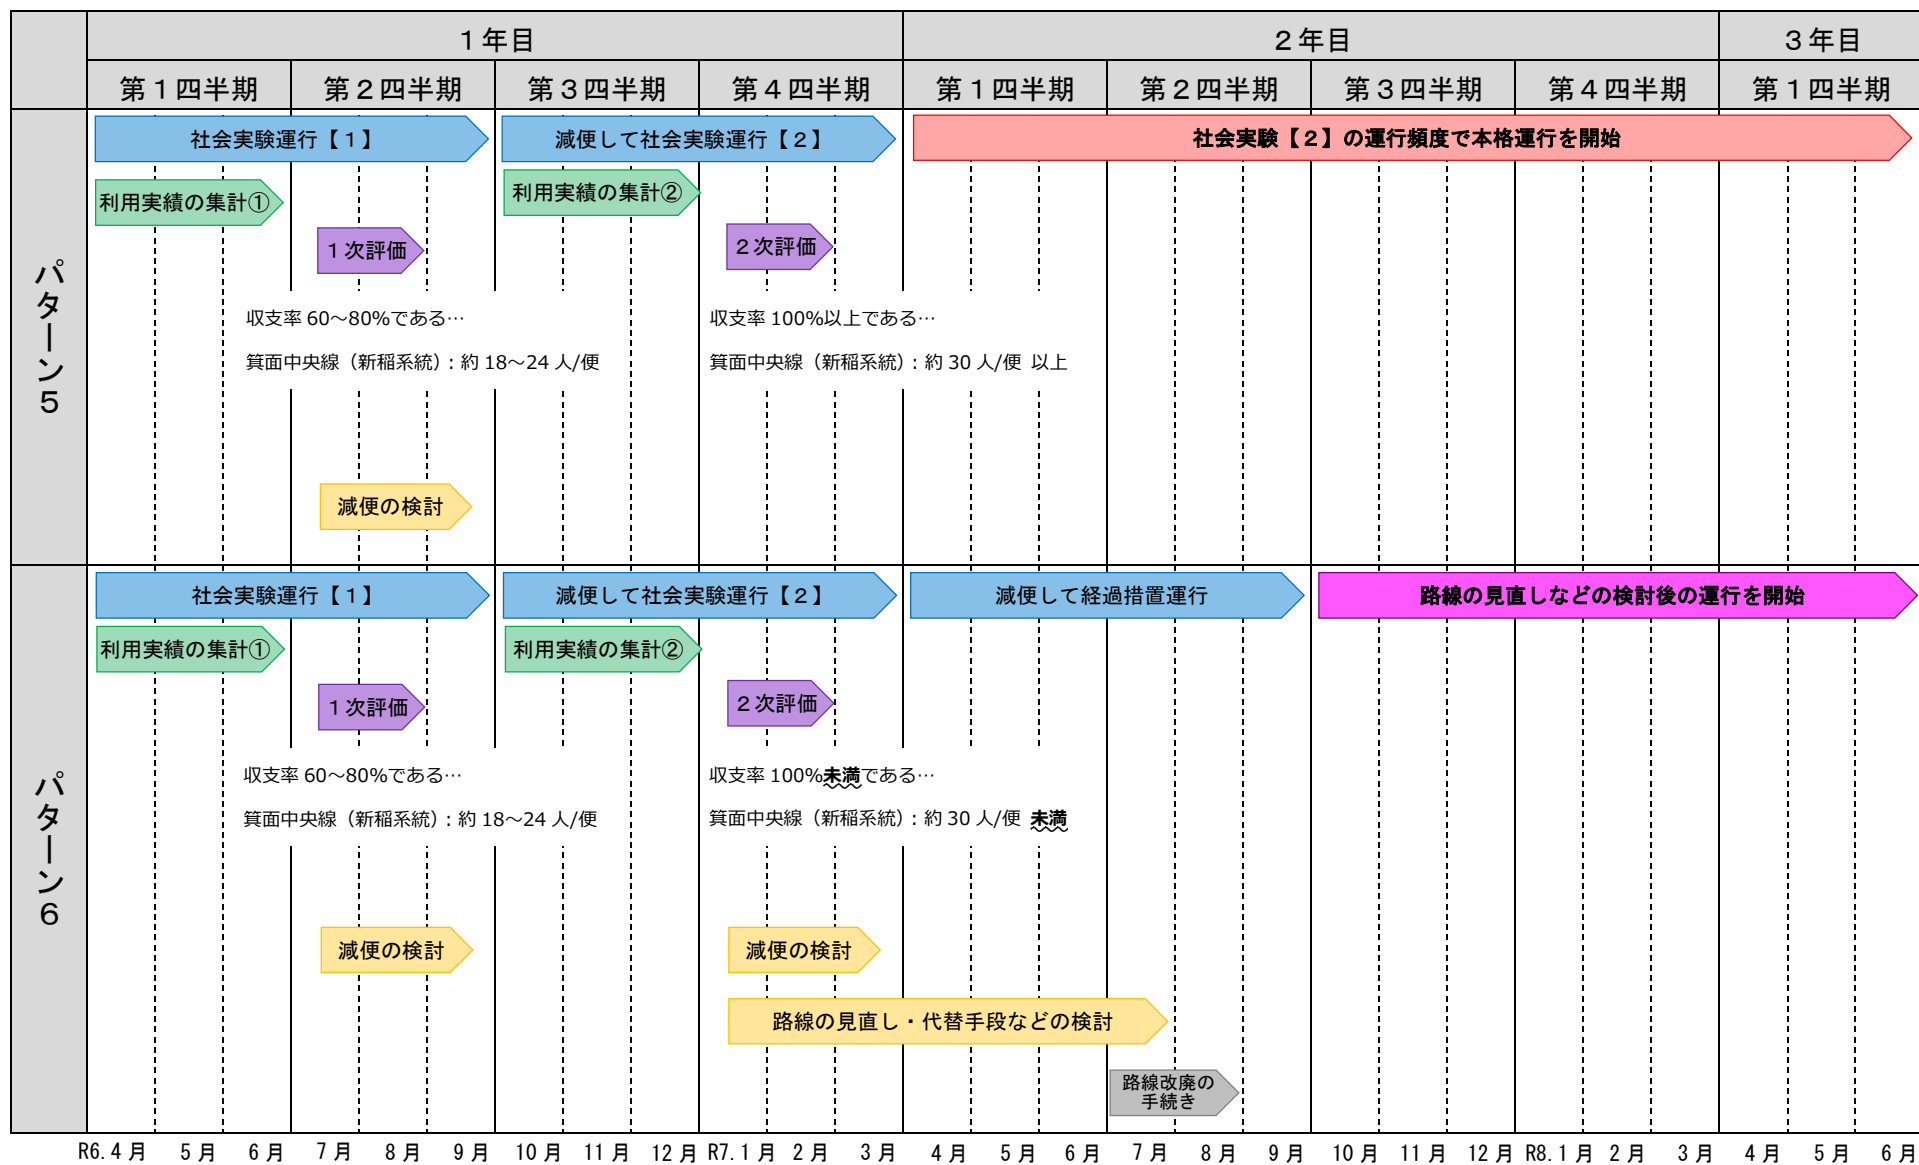 １年目
２年目
３年目
第１四半期
第２四半期
第３四半期
第４四半期
第１四半期
第２四半期
第３四半期
第４四半期
第１四半期
パターン５
社会実験運行【１】
減便して社会実験運行【２】
社会実験【２】の運行頻度で本格運行を開始
利用実績の集計①
利用実績の集計②
１次評価
２次評価
収支率 60～80%である…
収支率 100%以上である…
箕面中央線（新稲系統）：約 18～24 人/便
箕面中央線（新稲系統）：約 30 人/便 以上
減便の検討
パターン６
社会実験運行【１】
減便して社会実験運行【２】
減便して経過措置運行
路線の見直しなどの検討後の運行を開始
利用実績の集計①
利用実績の集計②
１次評価
２次評価
収支率 60～80%である…
収支率 100%未満である…
箕面中央線（新稲系統）：約 18～24 人/便
箕面中央線（新稲系統）：約 30 人/便 未満
減便の検討
減便の検討
路線の見直し・代替手段などの検討
路線改廃の
手続き
R6.4月 5月 6月 7月 8月 9月 10月 11月 12月 R7.1月 2月 3月 4月 5月 6月 7月 8月 9月 10月 11月 12月 R8.1月 2月 3月 4月 5月 6月